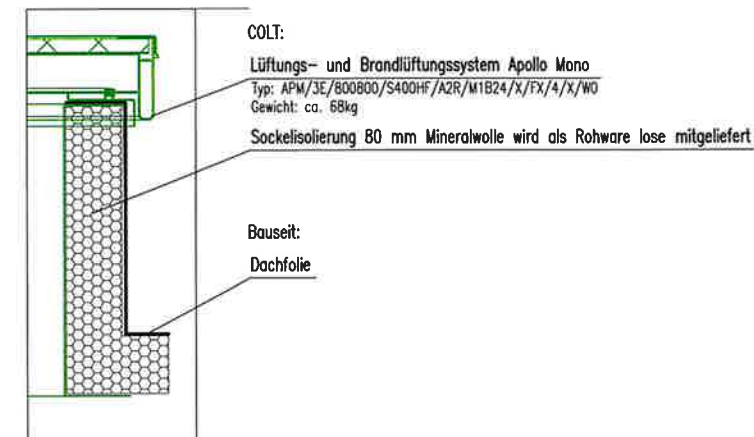 COLT:
Lüftungs- und Brandlüftungssystem Apollo Mono
Typ: APM/3E/800800/S400HF/A2R/M1B24/X/FX/4/X/W0
Gewicht: ca. 68kg
Sockelisolierung 80 mm Mineralwolle wird als Rohware lose mitgeliefert
Bauseit:
Dachfolie